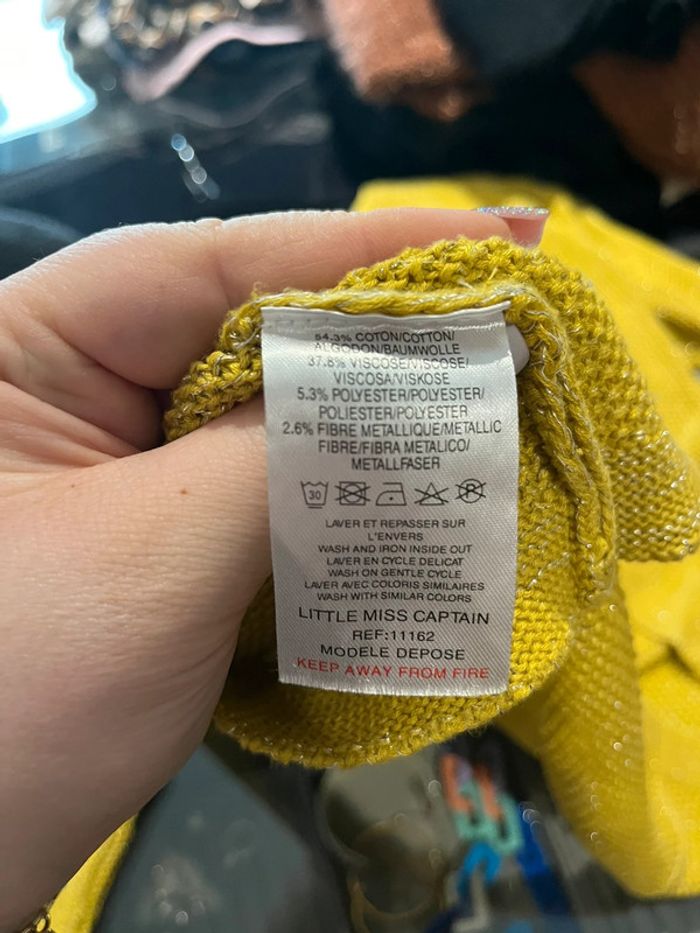 54.3% COTON/COTTON/
ALGODON/BAUMWOLLE
37.8% VISCOSE/VISCOSE/
VISCOSA/VISKOSE
5.3% POLYESTER/POLYESTER/
POLIESTER/POLYESTER
2.6% FIBRE METALLIQUE/METALLIC
FIBRE/FIBRA METALICO/
METALLFASER
30 P
LAVER ET REPASSER SUR
L'ENVERS
WASH AND IRON INSIDE OUT
LAVER EN CYCLE DELICAT
WASH ON GENTLE CYCLE
LAVER AVEC COLORIS SIMILAIRES
WASH WITH SIMILAR COLORS
LITTLE MISS CAPTAIN
REF:11162
MODELE DEPOSE
KEEP AWAY FROM FIRE